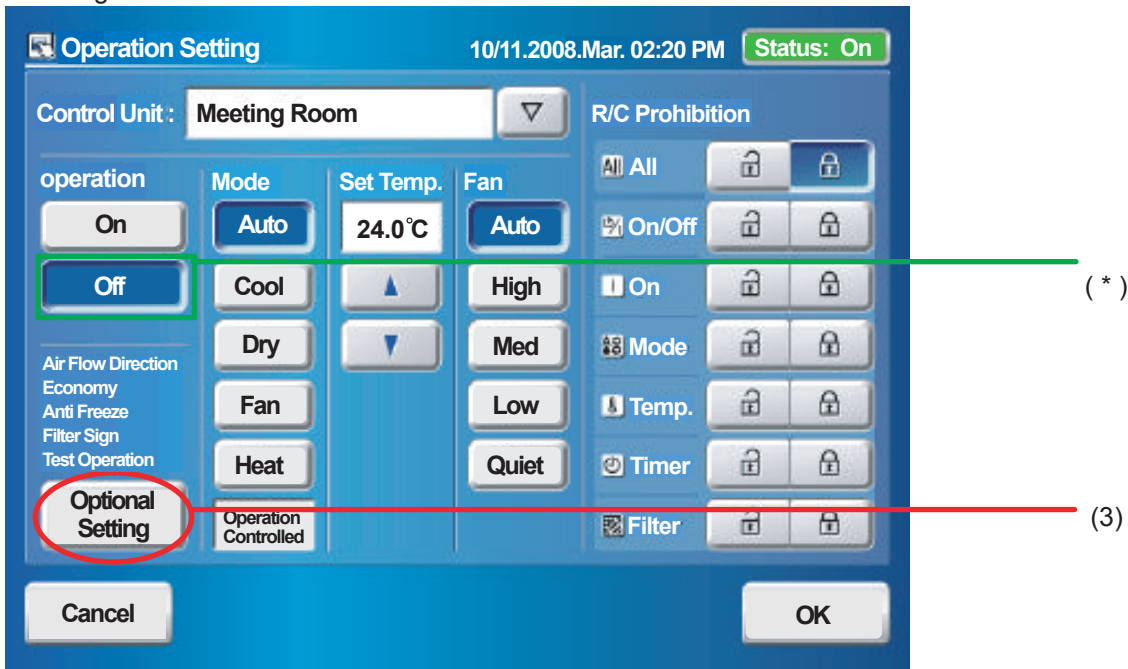 Operation Setting 10/11.2008.Mar. 02:20 PM Status: On
Control Unit : Meeting Room
R/C Prohibition
operation
On
Off
Air Flow Direction
Economy
Anti Freeze
Filter Sign
Test Operation
Optional
Setting
Mode
Auto
Cool
Dry
Fan
Heat
Operation
Controlled
Set Temp.
24.0°C
Fan
Auto
High
Med
Low
Quiet
All All
On/Off
On
Mode
Temp.
Timer
Filter
( * )
(3)
Cancel
OK